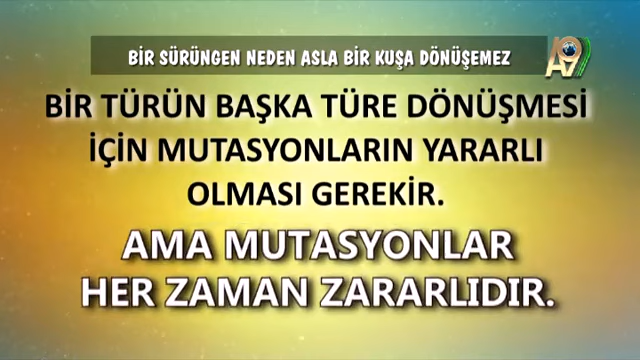 BİR SÜRÜNGEN NEDEN ASLA BİR KUŞA DÖNÜŞEMEZ
A9
BİR TÜRÜN BAŞKA TÜRE DÖNÜŞMESİ
İÇİN MUTASYONLARIN YARARLI
OLMASI GEREKİR.
AMA MUTASYONLAR
HER ZAMAN ZARARLIDIR.